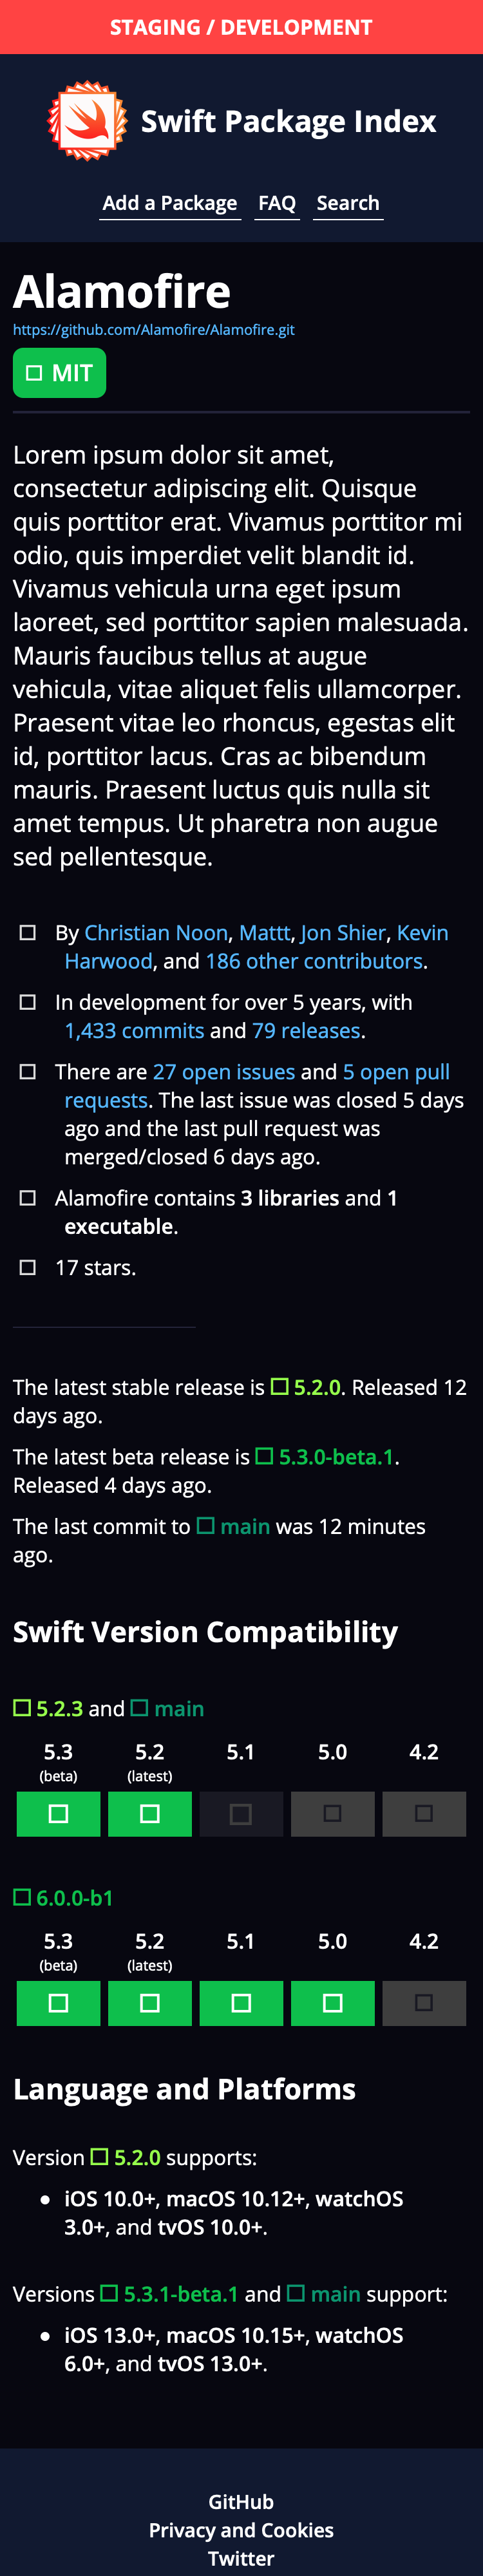 STAGING / DEVELOPMENT
Swift Package Index
Add a Package FAQ Search
Alamofire
https://github.com/Alamofire/Alamofire.git
MIT
Lorem ipsum dolor sit amet,
consectetur adipiscing elit. Quisque
quis porttitor erat. Vivamus porttitor mi
odio, quis imperdiet velit blandit id.
Vivamus vehicula urna eget ipsum
laoreet, sed porttitor sapien malesuada.
Mauris faucibus tellus at augue
vehicula, vitae aliquet felis ullamcorper.
Praesent vitae leo rhoncus, egestas elit
id, porttitor lacus. Cras ac bibendum
mauris. Praesent luctus quis nulla sit
amet tempus. Ut pharetra non augue
sed pellentesque.
By Christian Noon, Mattt, Jon Shier, Kevin
Harwood, and 186 other contributors.
In development for over 5 years, with
1,433 commits and 79 releases.
There are 27 open issues and 5 open pull
requests. The last issue was closed 5 days
ago and the last pull request was
merged/closed 6 days ago.
Alamofire contains 3 libraries and 1
executable.
17 stars.
The latest stable release is 5.2.0. Released 12
days ago.
The latest beta release is 5.3.0-beta.1.
Released 4 days ago.
The last commit to main was 12 minutes
ago.
Swift Version Compatibility
5.2.3 and main
5.3 5.2 5.1 5.0 4.2
(beta) (latest)
6.0.0-b1
5.3 5.2 5.1 5.0 4.2
(beta) (latest)
Language and Platforms
Version 5.2.0 supports:
iOS 10.0+, macOS 10.12+, watchOS
3.0+, and tvOS 10.0+.
Versions 5.3.1-beta.1 and main support:
iOS 13.0+, macOS 10.15+, watchOS
6.0+, and tvOS 13.0+.
GitHub
Privacy and Cookies
Twitter